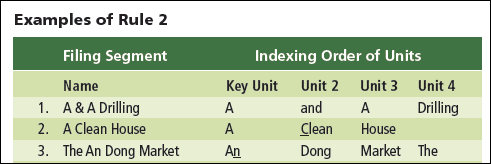 Examples of Rule 2
Filing Segment Indexing Order of Units
Name Key Unit Unit 2 Unit 3 Unit 4
1. A & A Drilling A and A Drilling
2. A Clean House A Clean House
3. The An Dong Market An Dong Market The